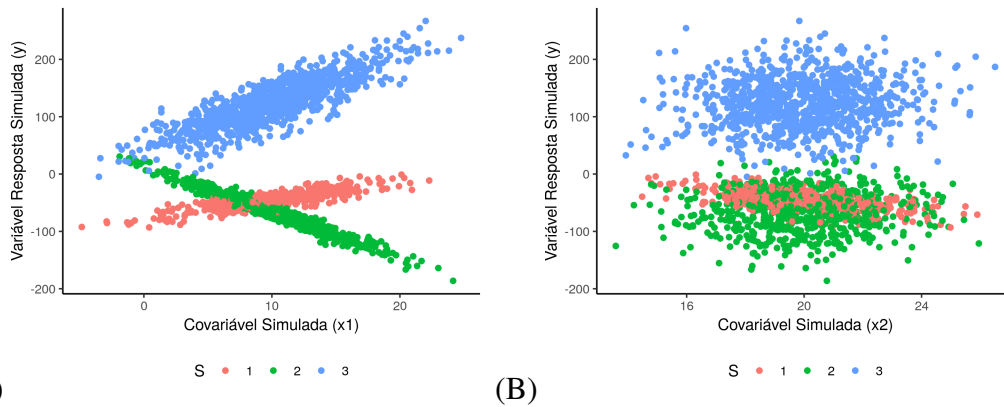 Variável Resposta Simulada (y)
200
100
0
-100
-200
0
10
20
Covariável Simulada (x1)
S 1 2 3
)
Variável Resposta Simulada (y)
200
100
0
-100
-200
16
20
24
Covariável Simulada (x2)
S 1 2 3
(B)